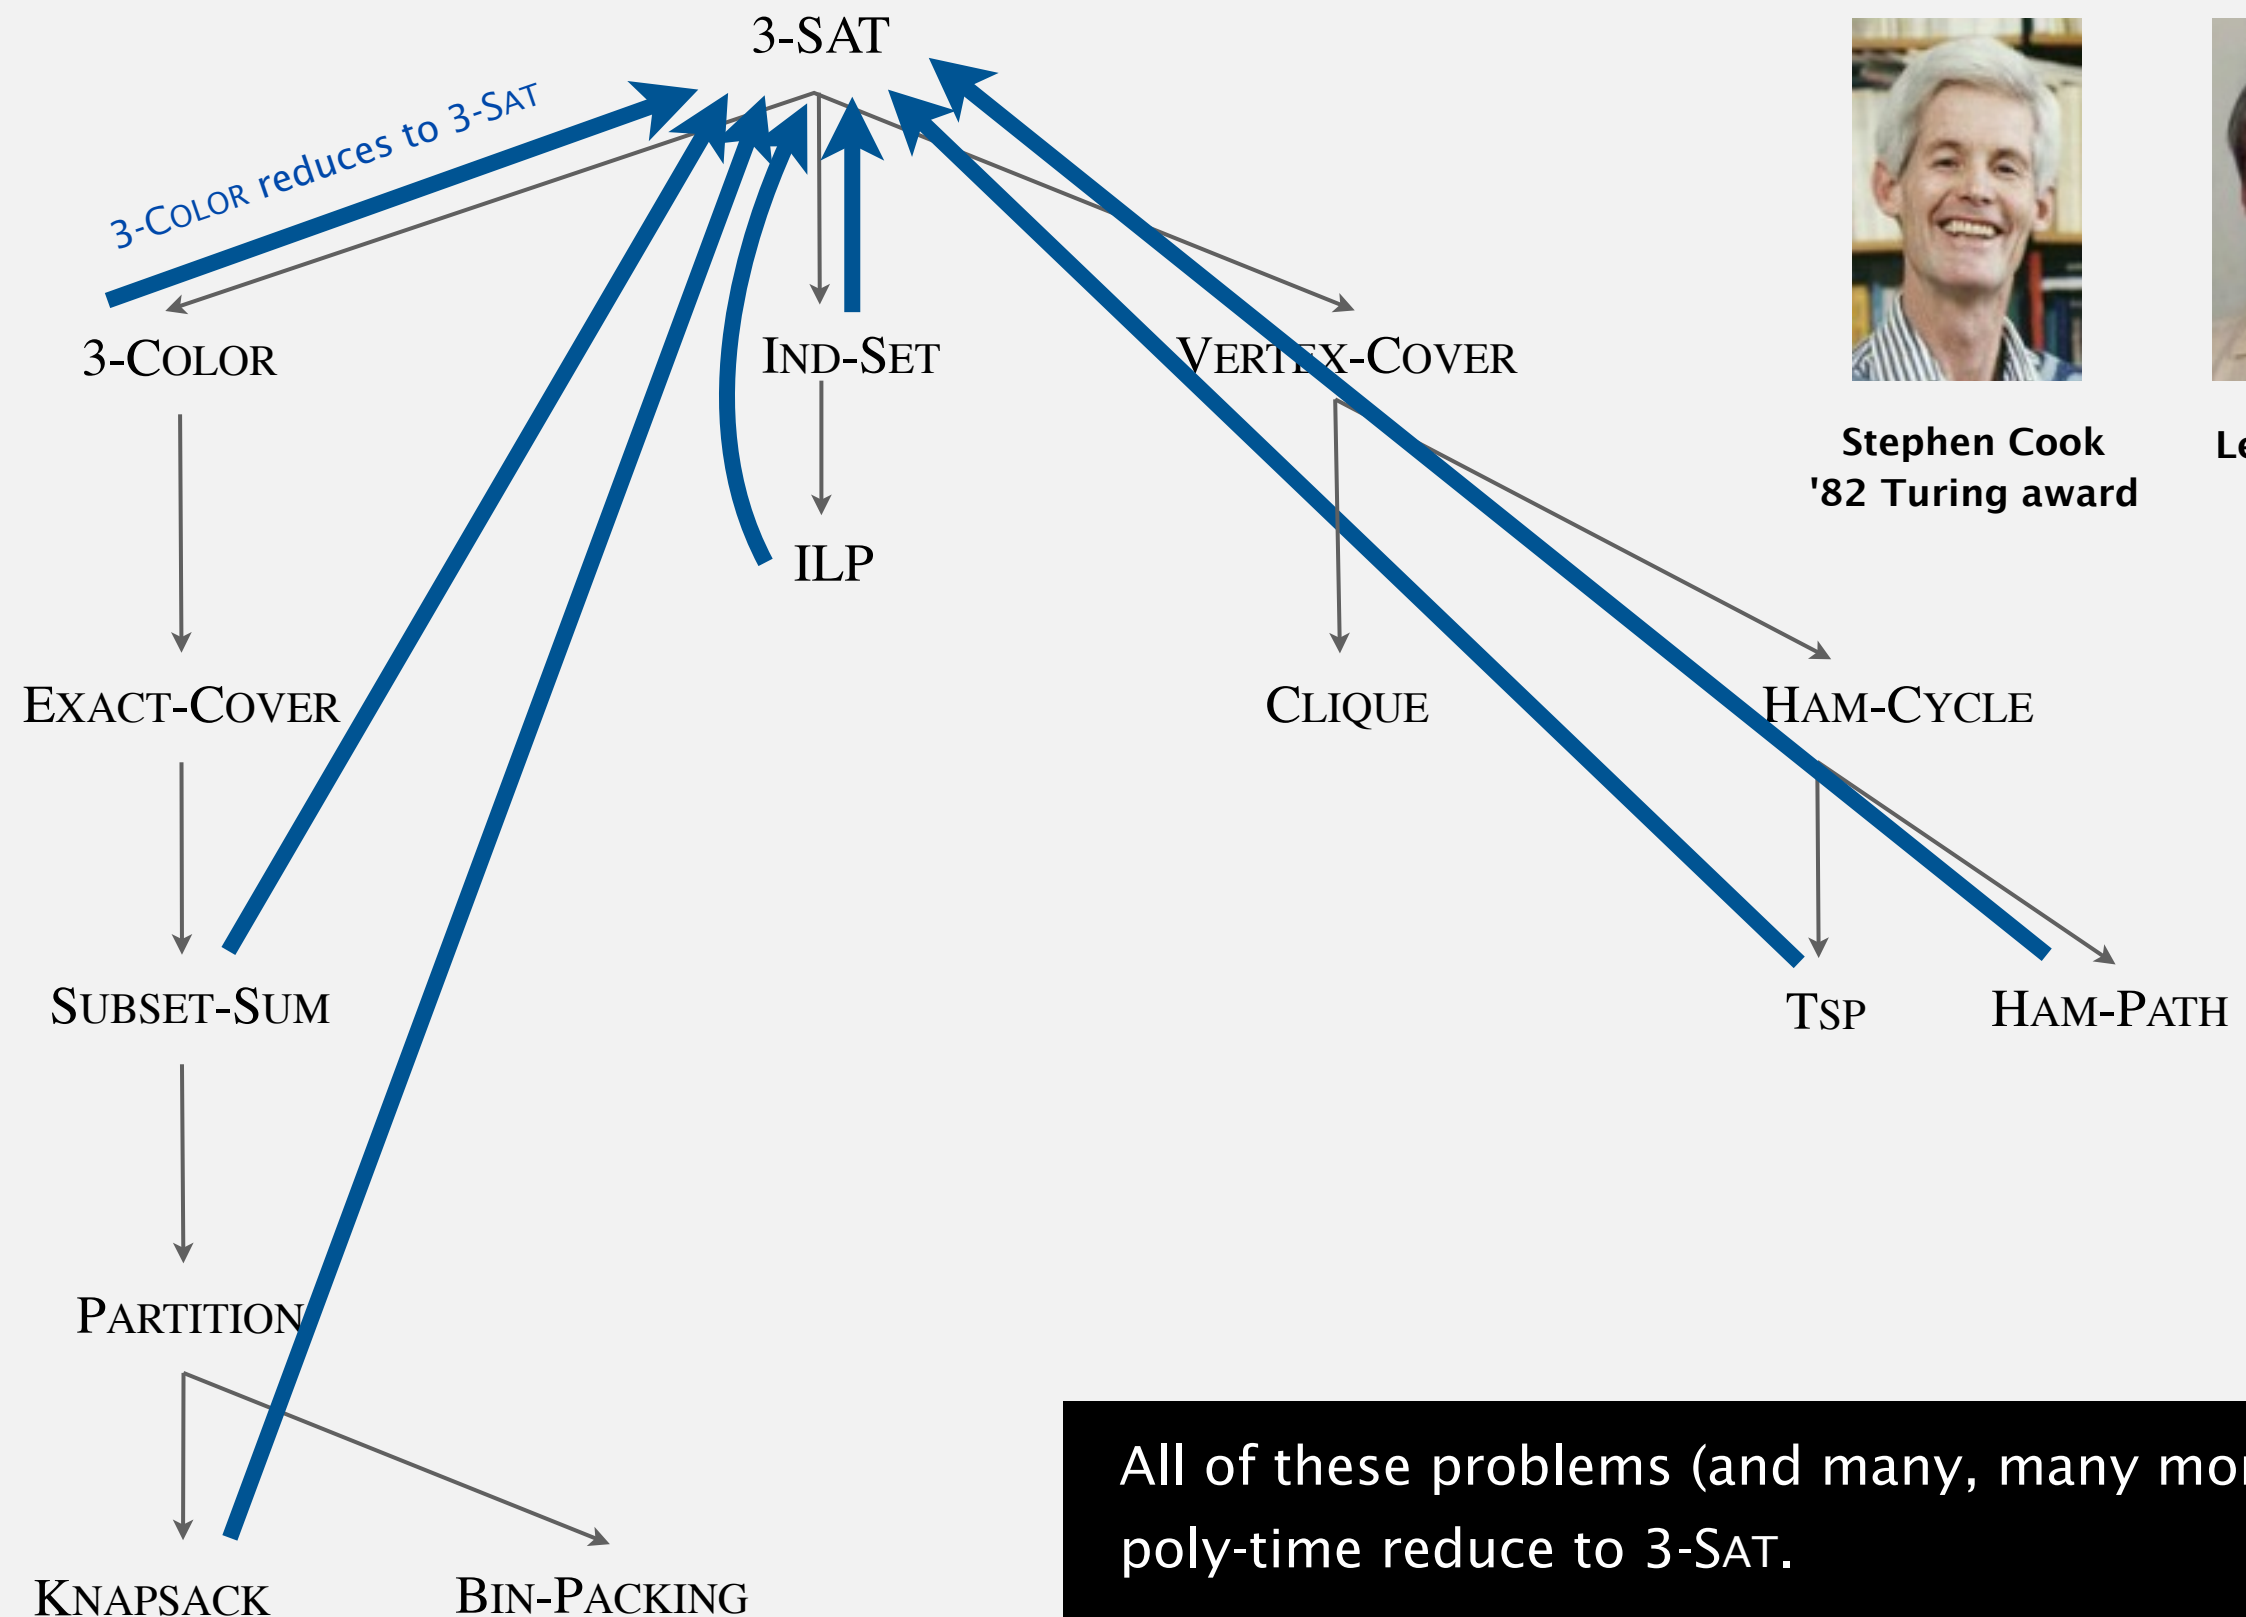 3-SAT
3-COLOR reduces to 3-SAT
3-COLOR
IND-SET
VERTEX-COVER
Stephen Cook
'82 Turing award
ILP
EXACT-COVER
CLIQUE
HAM-CYCLE
SUBSET-SUM
TSP
HAM-PATH
PARTITION
All of these problems (and many, many
poly-time reduce to 3-SAT.
KNAPSACK
BIN-PACKING